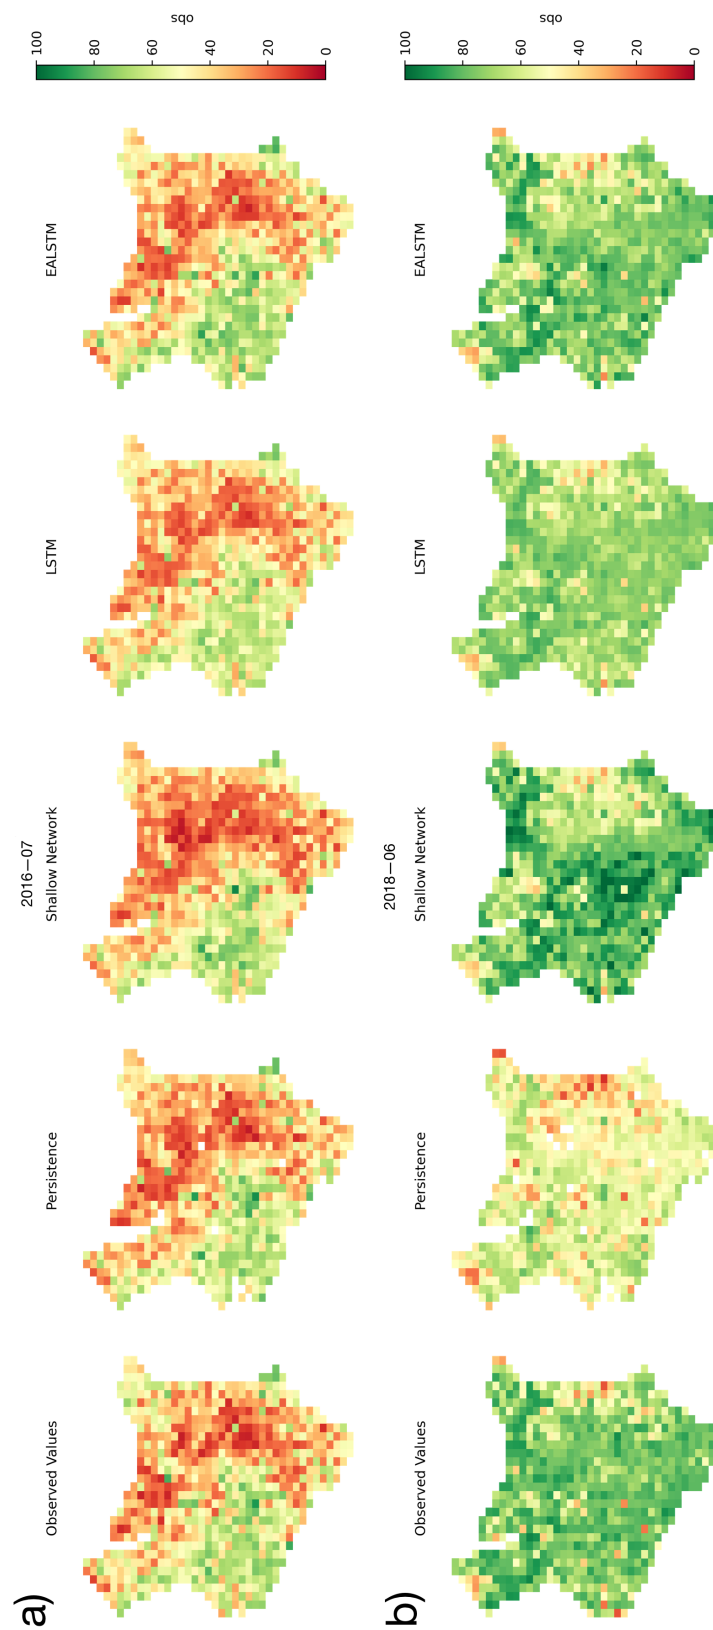 a)
2016—07
Observed Values
Persistence
Shallow Network
LSTM
EALSTM
0
20
40
60
80
100
obs
b)
2018—06
Observed Values
Persistence
Shallow Network
LSTM
EALSTM
0
20
40
60
80
100
obs